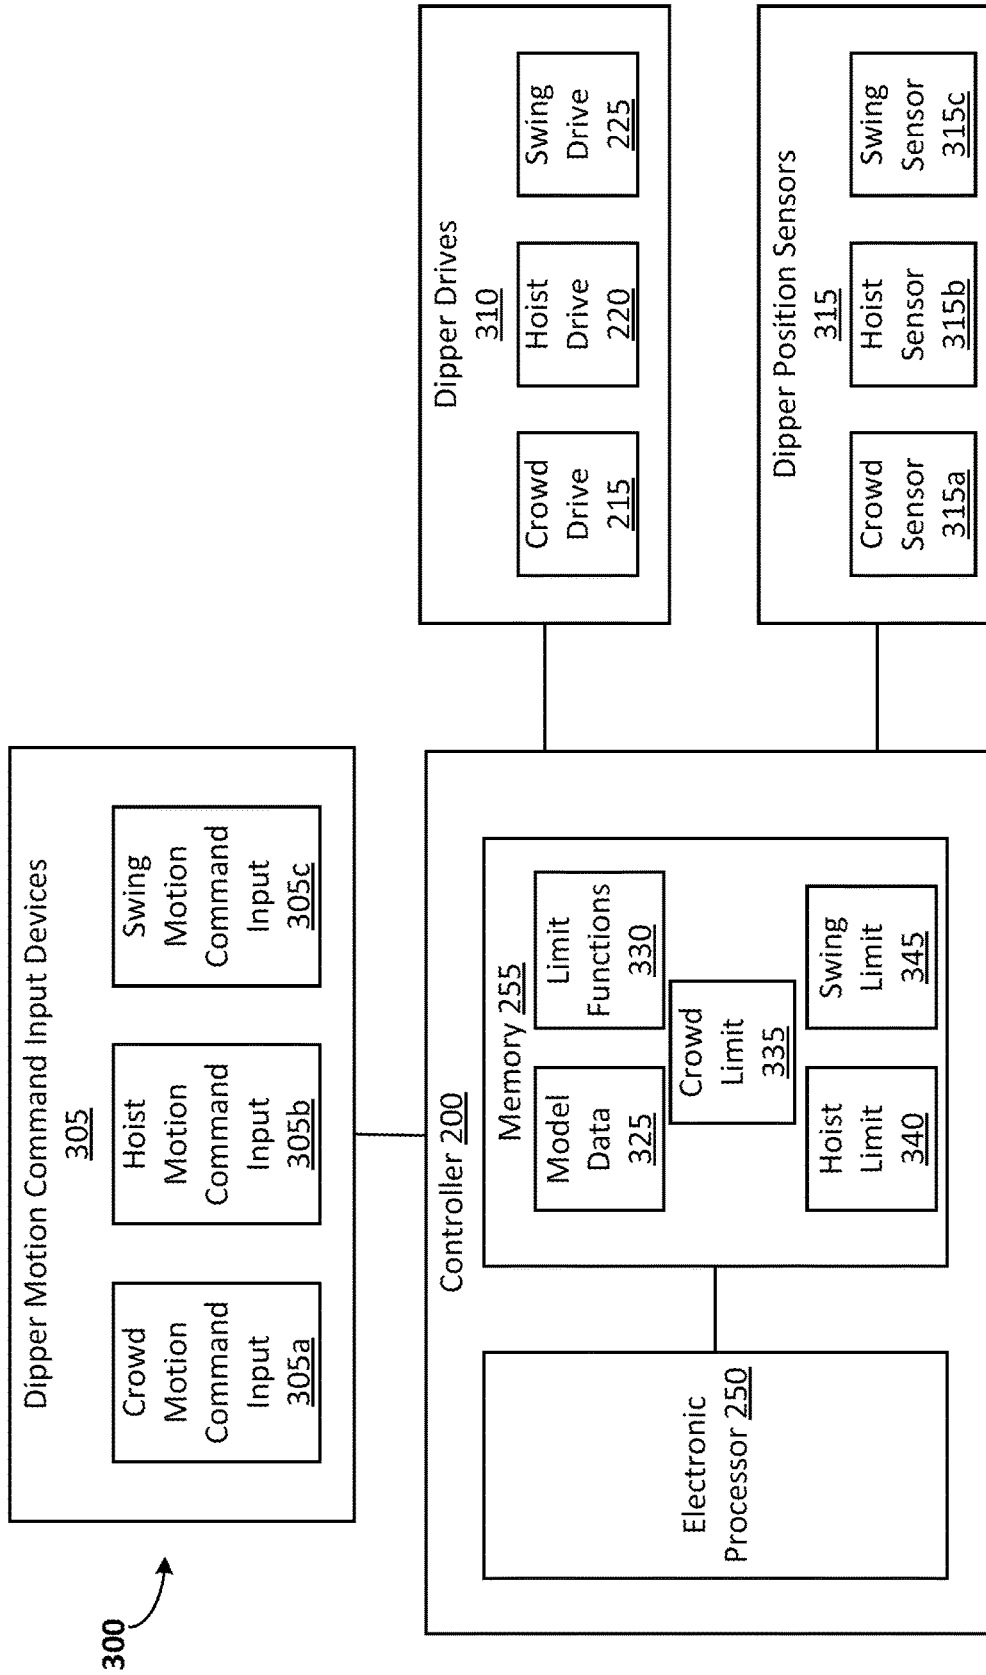 300
Dipper Motion Command Input Devices
305
Crowd
Motion
Command
Input
305a
Hoist
Motion
Command
Input
305b
Swing
Motion
Command
Input
305c
Controller 200
Electronic
Processor 250
Memory 255
Model
Data
325
Limit
Functions
330
Crowd
Limit
335
Hoist
Limit
340
Swing
Limit
345
Dipper Drives
310
Crowd
Drive
215
Hoist
Drive
220
Swing
Drive
225
Dipper Position Sensors
315
Crowd
Sensor
315a
Hoist
Sensor
315b
Swing
Sensor
315c